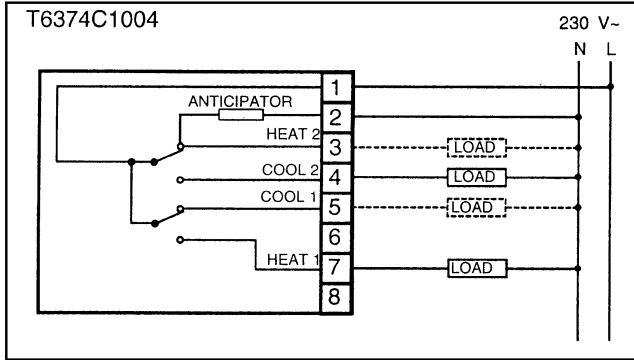 T6374C1004
230 V~
N L
1
ANTICIPATOR
2
HEAT 2
3
LOAD
COOL 2
4
LOAD
COOL 1
5
LOAD
6
HEAT 1
7
LOAD
8